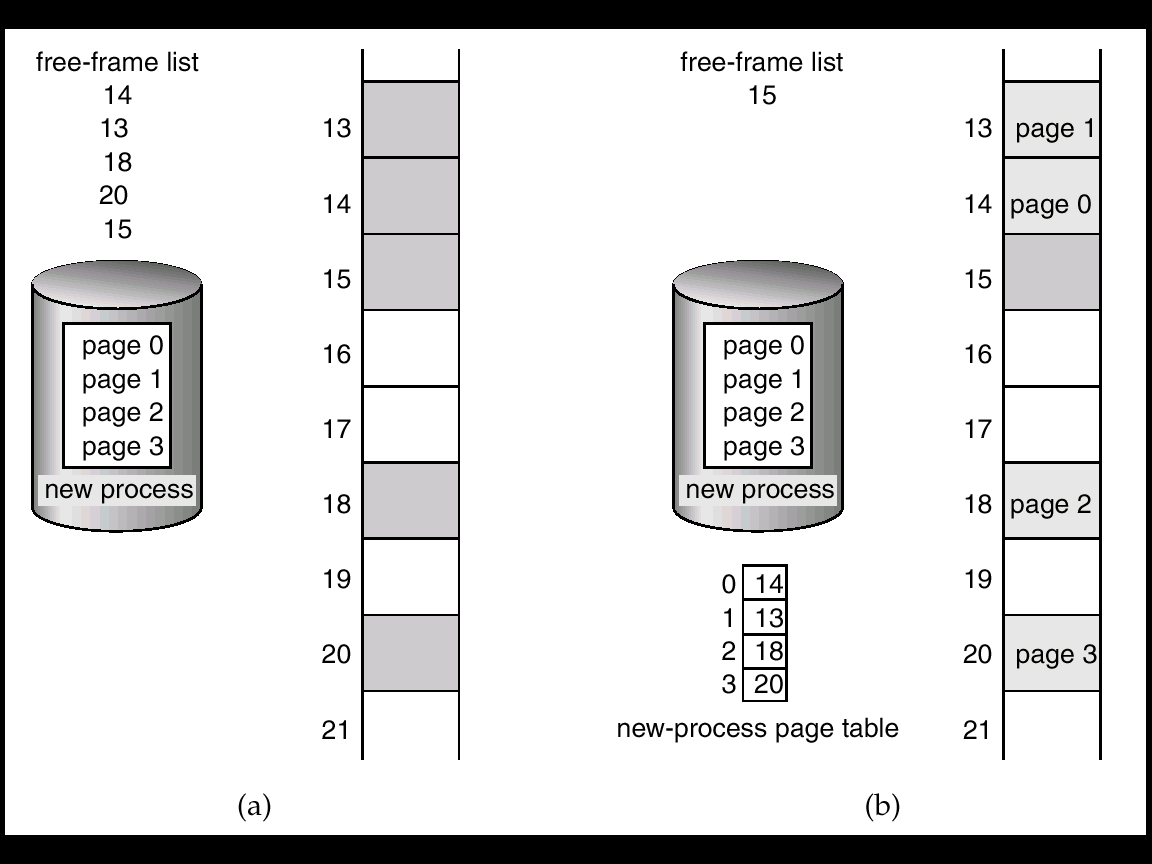 free-frame list
14
13
18
20
15
page 0
page 1
page 2
page 3
new process
13
14
15
16
17
18
19
20
21
(a)
free-frame list
15
page 0
page 1
page 2
page 3
new process
0 14
1 13
2 18
3 20
new-process page table
13 page 1
14 page 0
15
16
17
18 page 2
19
20 page 3
21
(b)